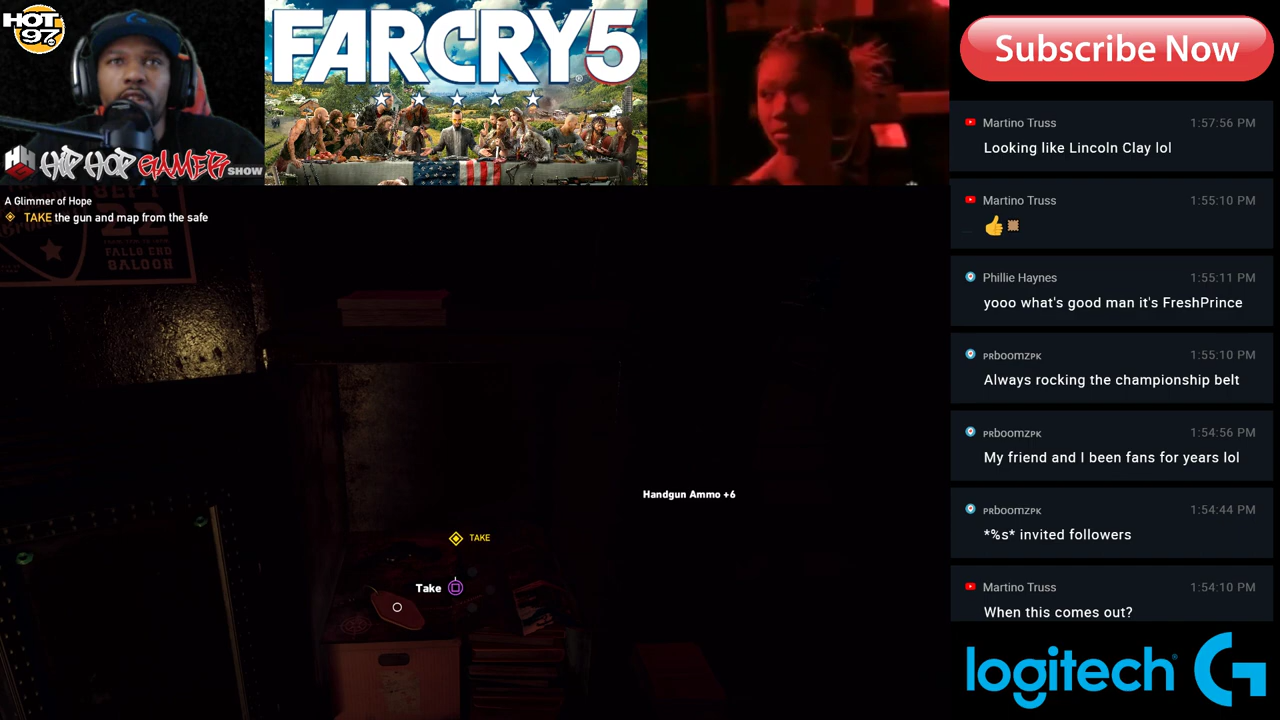 HOT
97
HIP HOP GAMER SHOW
FARCRY5
A Glimmer of Hope
TAKE the gun and map from the safe
22
FALLS END
SALOON
Handgun Ammo +6
TAKE
Take
Subscribe Now
Martino Truss 1:57:56 PM
Looking like Lincoln Clay lol
Martino Truss 1:55:10 PM
Phillie Haynes 1:55:11 PM
yooo what's good man it's FreshPrince
PRBOOMZPK 1:55:10 PM
Always rocking the championship belt
PRBOOMZPK 1:54:56 PM
My friend and I been fans for years lol
PRBOOMZPK 1:54:44 PM
*%s* invited followers
Martino Truss 1:54:10 PM
When this comes out?
logitech G